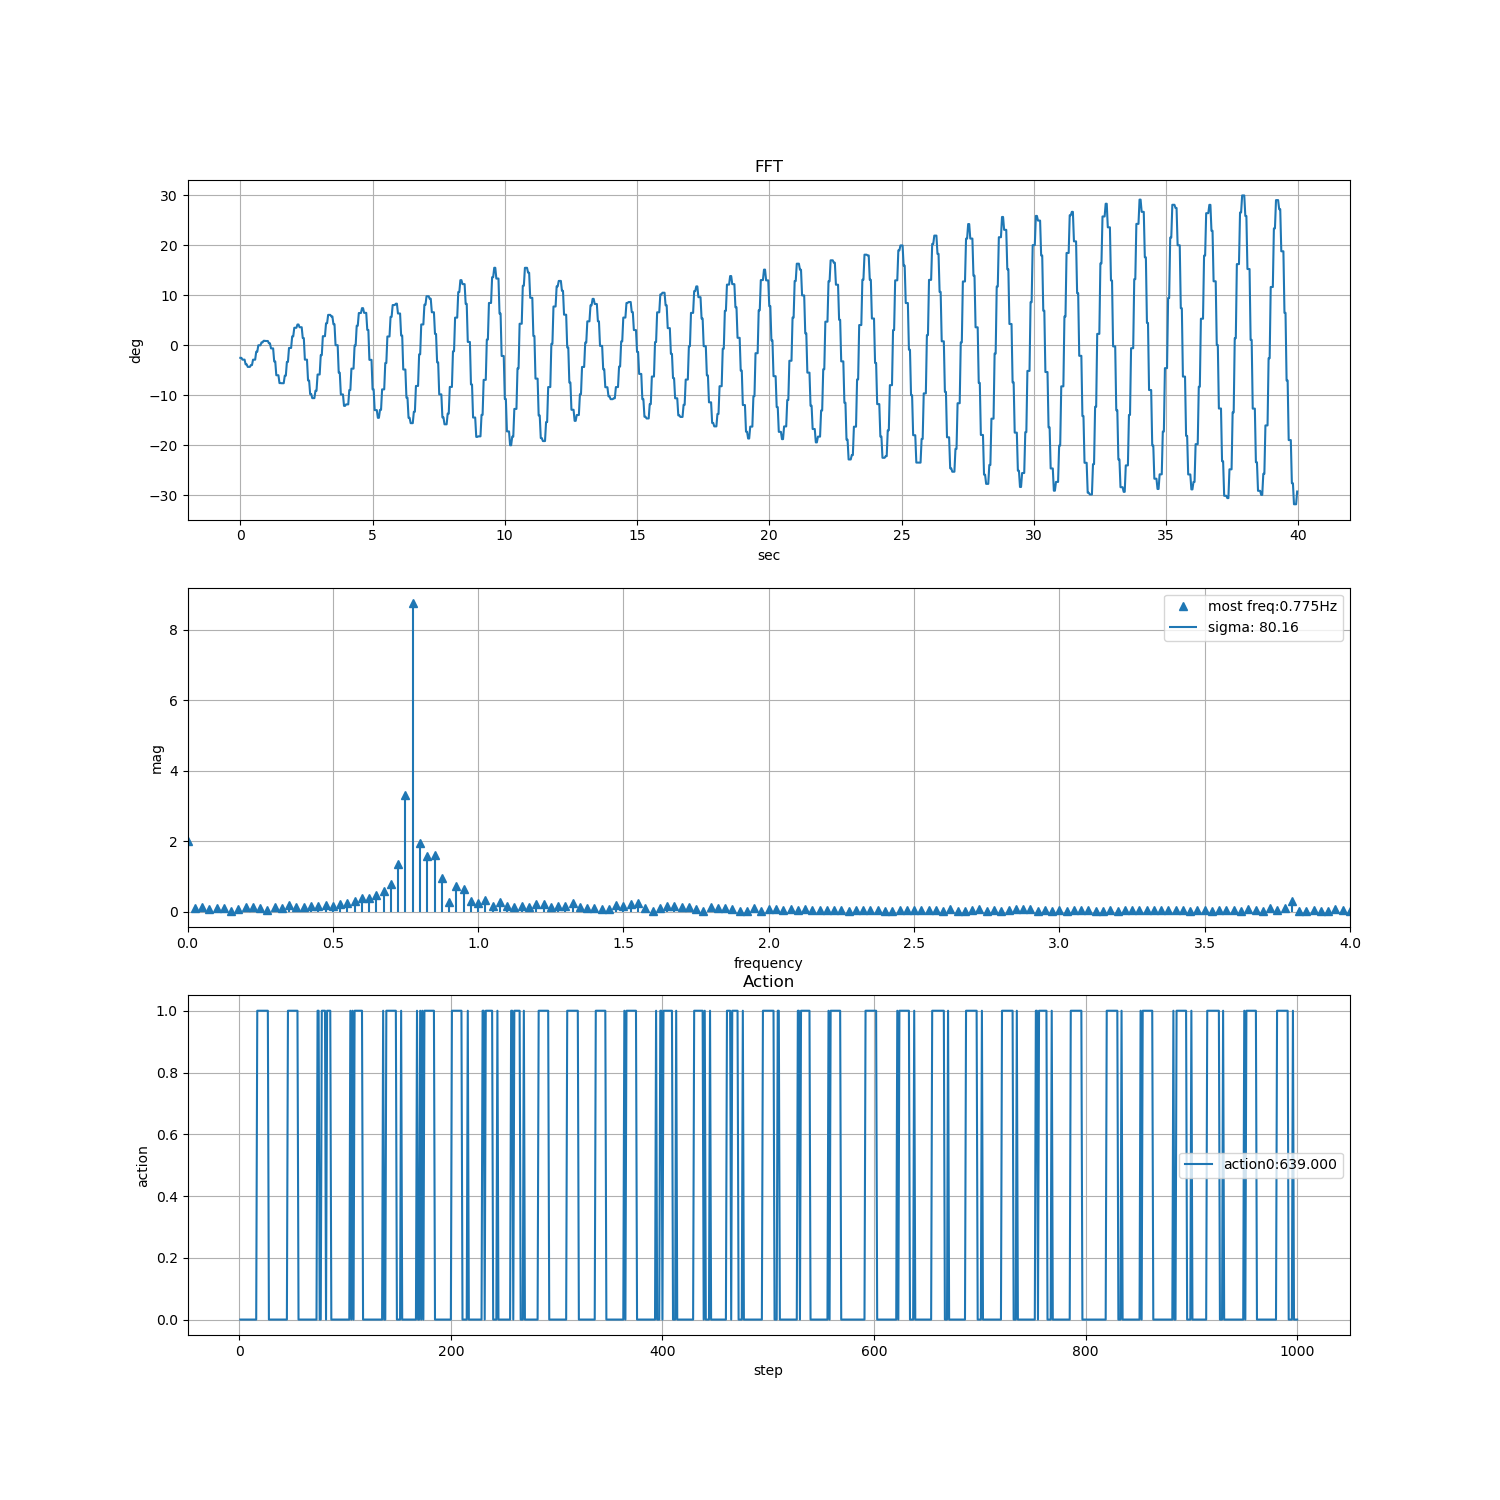 FFT
30
20
10
0
−10
−20
−30
deg
0 5 10 15 20 25 30 35 40
sec
most freq:0.775Hz
sigma: 80.16
8
6
4
2
0
mag
0.0 0.5 1.0 1.5 2.0 2.5 3.0 3.5 4.0
frequency
Action
1.0
0.8
0.6
0.4
0.2
0.0
action
action0:639.000
0 200 400 600 800 1000
step